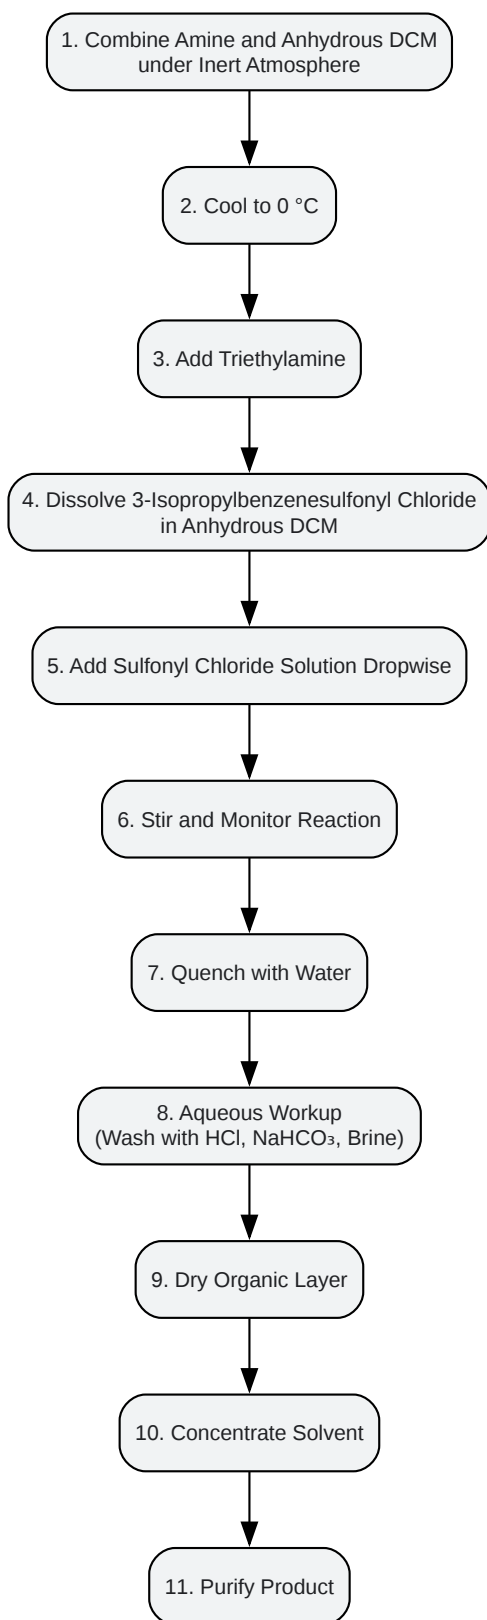 1. Combine Amine and Anhydrous DCM
under Inert Atmosphere
2. Cool to 0 °C
3. Add Triethylamine
4. Dissolve 3-Isopropylbenzenesulfonyl Chloride
in Anhydrous DCM
5. Add Sulfonyl Chloride Solution Dropwise
6. Stir and Monitor Reaction
7. Quench with Water
8. Aqueous Workup
(Wash with HCl, NaHCO₃, Brine)
9. Dry Organic Layer
10. Concentrate Solvent
11. Purify Product